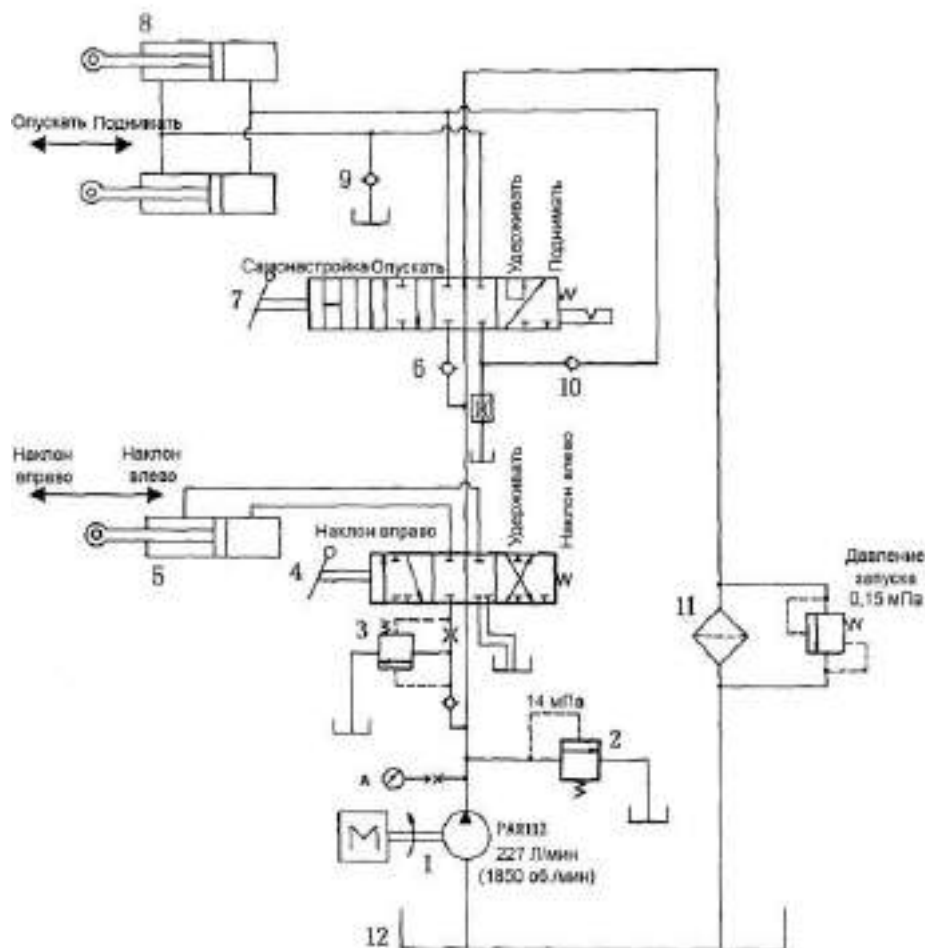 8
Опускать Поднимать
9
Самонастройка Опускать
Удерживать
Поднимать
7
6
10
Наклон вправо
Наклон влево
Наклон вправо
Удерживать
Наклон влево
4
5
3
11
Давление
запуска
0,15 мПа
14 мПа
2
A
M
1
227 Л/мин
(1850 об./мин)
12